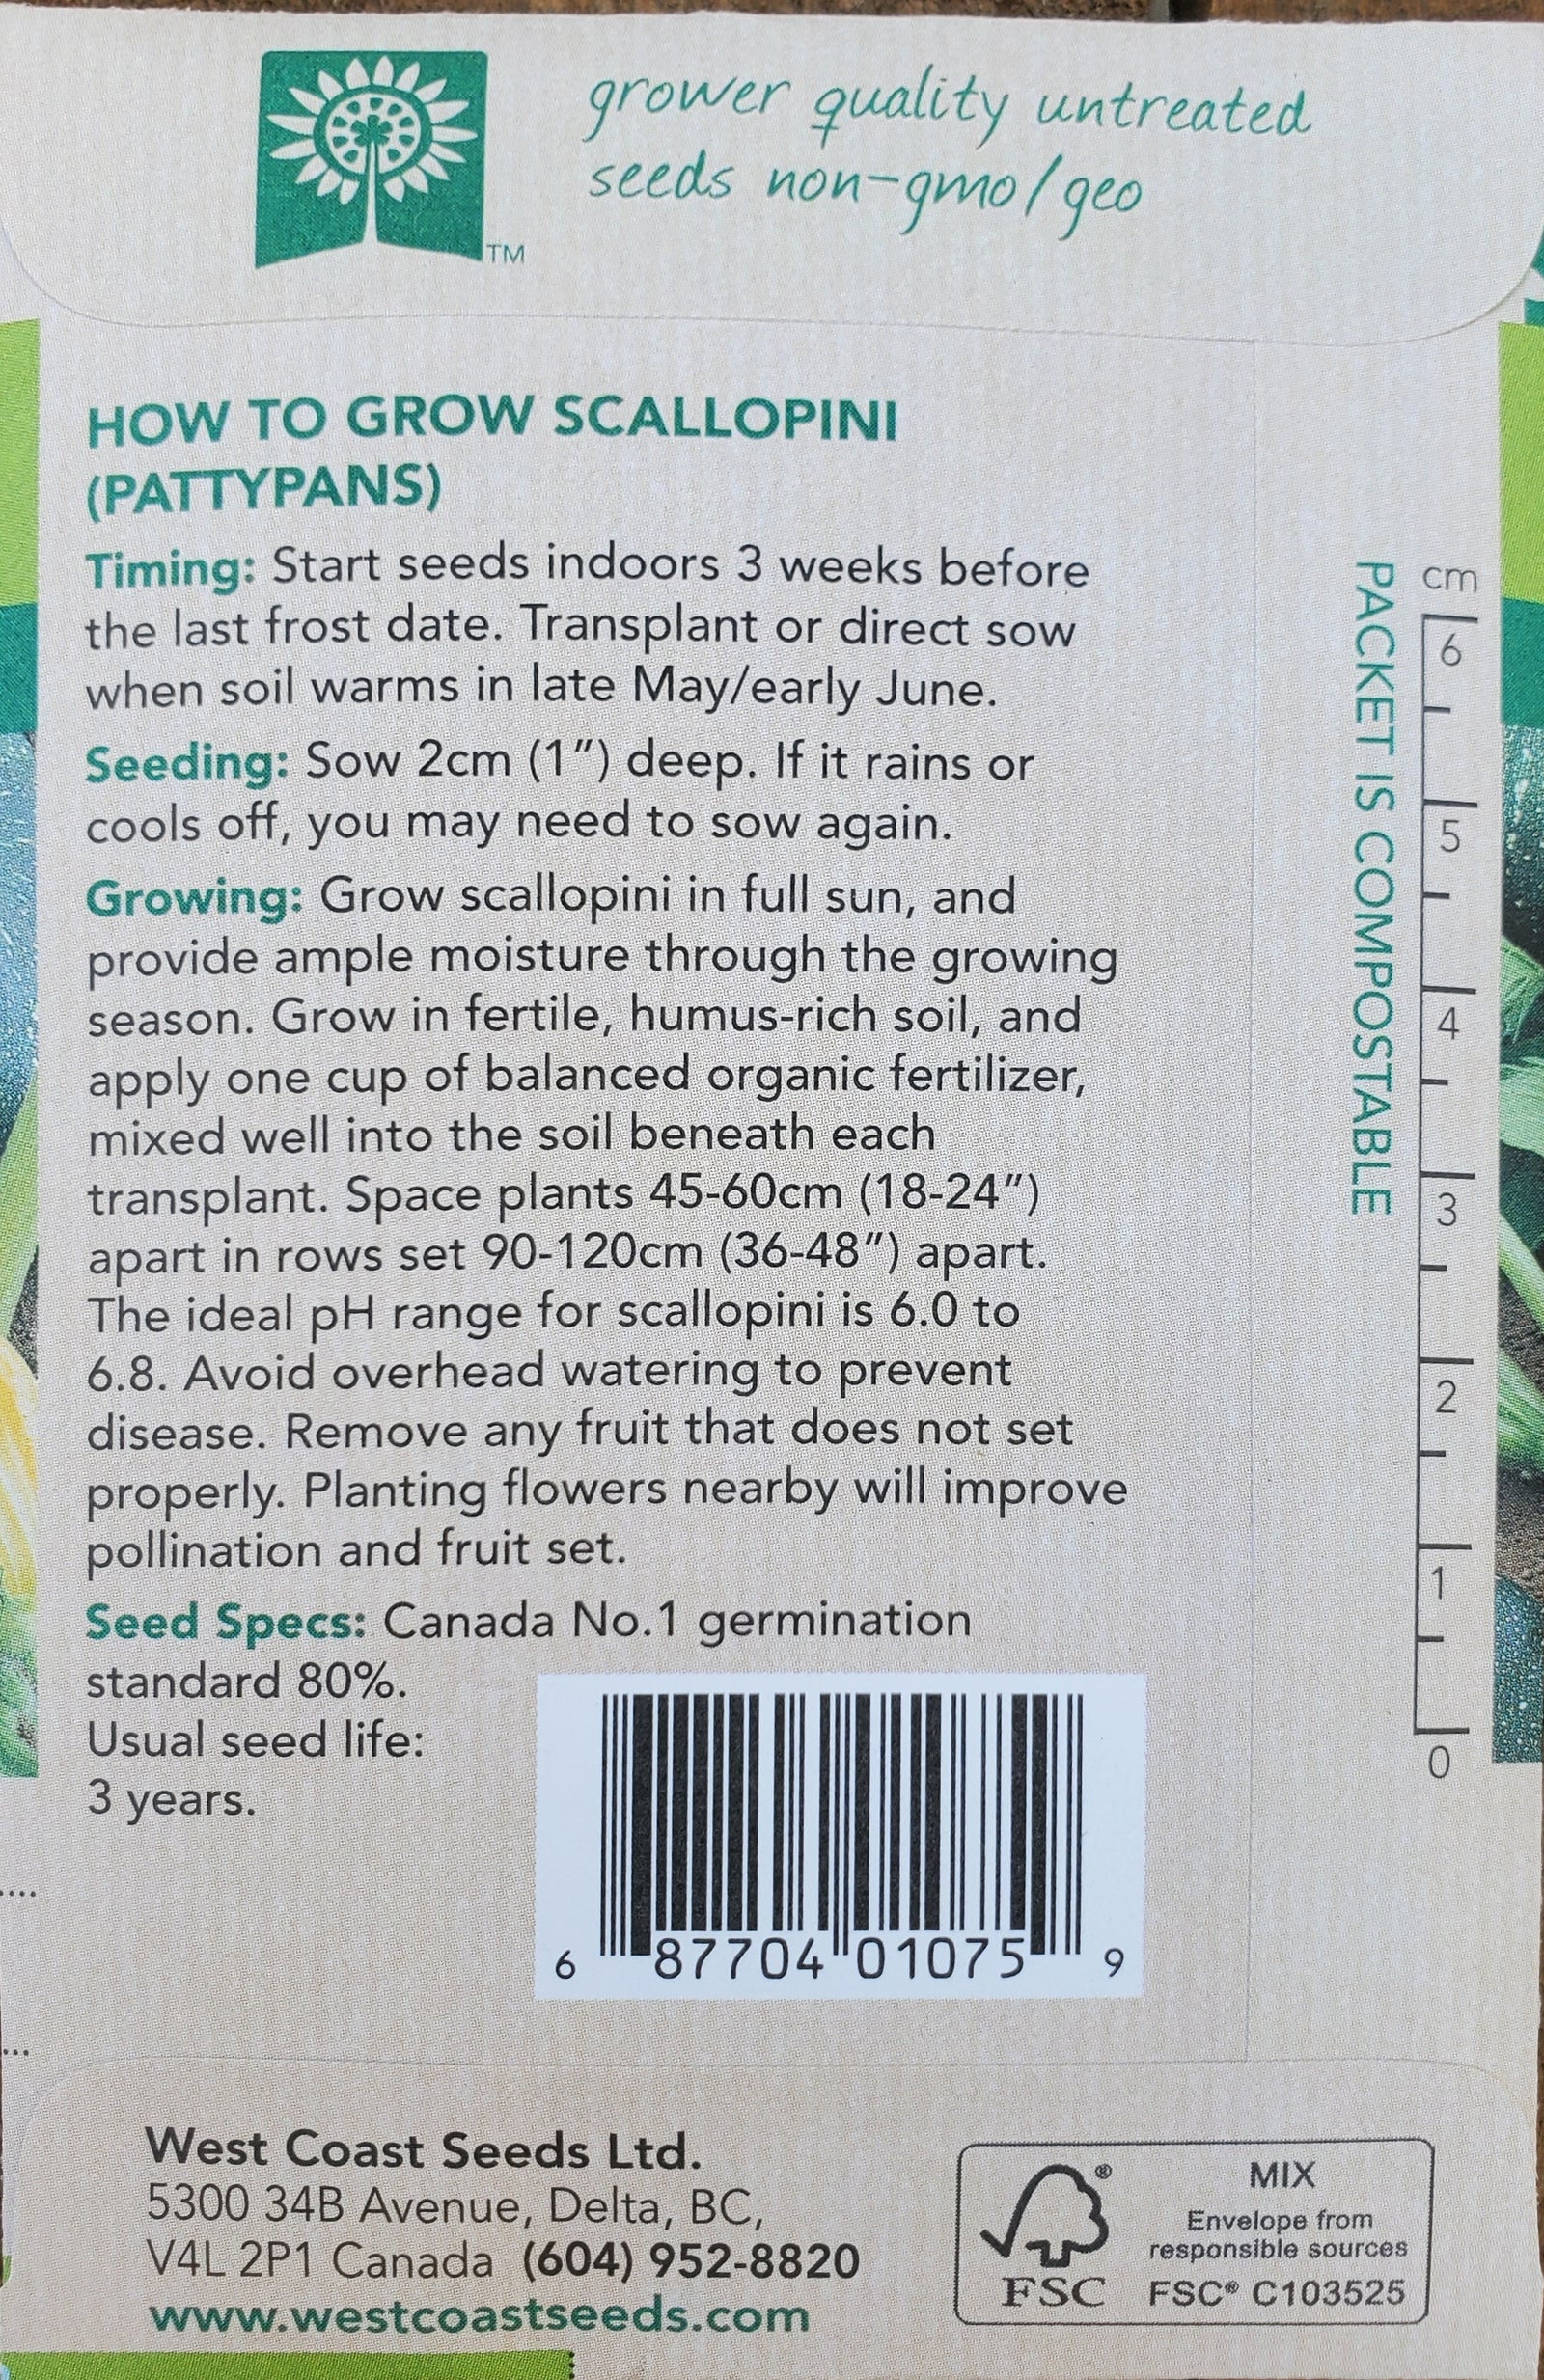 grower quality untreated
seeds non-gmo/geo
TM
HOW TO GROW SCALLOPINI
(PATTYPANS)
Timing: Start seeds indoors 3 weeks before
the last frost date. Transplant or direct sow
when soil warms in late May/early June.
Seeding: Sow 2cm (1”) deep. If it rains or
cools off, you may need to sow again.
Growing: Grow scallopini in full sun, and
provide ample moisture through the growing
season. Grow in fertile, humus-rich soil, and
apply one cup of balanced organic fertilizer,
mixed well into the soil beneath each
transplant. Space plants 45-60cm (18-24”)
apart in rows set 90-120cm (36-48”) apart.
The ideal pH range for scallopini is 6.0 to
6.8. Avoid overhead watering to prevent
disease. Remove any fruit that does not set
properly. Planting flowers nearby will improve
pollination and fruit set.
Seed Specs: Canada No.1 germination
standard 80%.
Usual seed life:
3 years.
6 87704 01075 9
PACKET IS COMPOSTABLE
cm
6
5
4
3
2
1
0
West Coast Seeds Ltd.
5300 34B Avenue, Delta, BC,
V4L 2P1 Canada (604) 952-8820
www.westcoastseeds.com
®
FSC
MIX
Envelope from
responsible sources
FSC® C103525